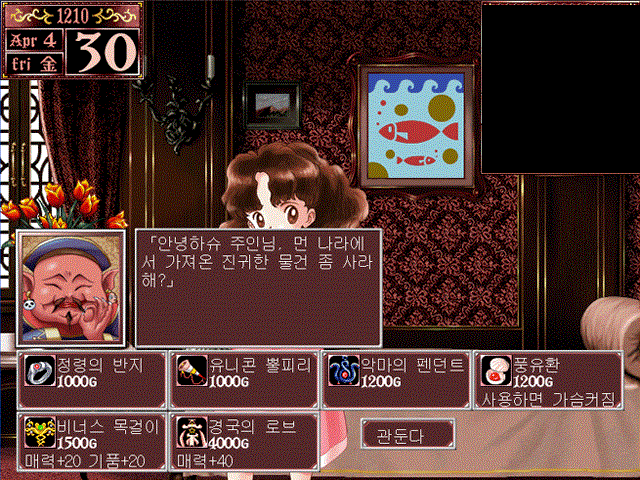 1210
Apr 4
fri 金
30
「안녕하슈 주인님. 먼 나라에
서 가져온 진귀한 물건 좀 사라
해?」
정령의 반지
1000G
유니콘 뿔피리
1000G
악마의 펜던트
1200G
풍유환
1200G
사용하면 가슴커짐
비너스 목걸이
1500G
매력+20 기품+20
경국의 로브
4000G
매력+40
관둔다